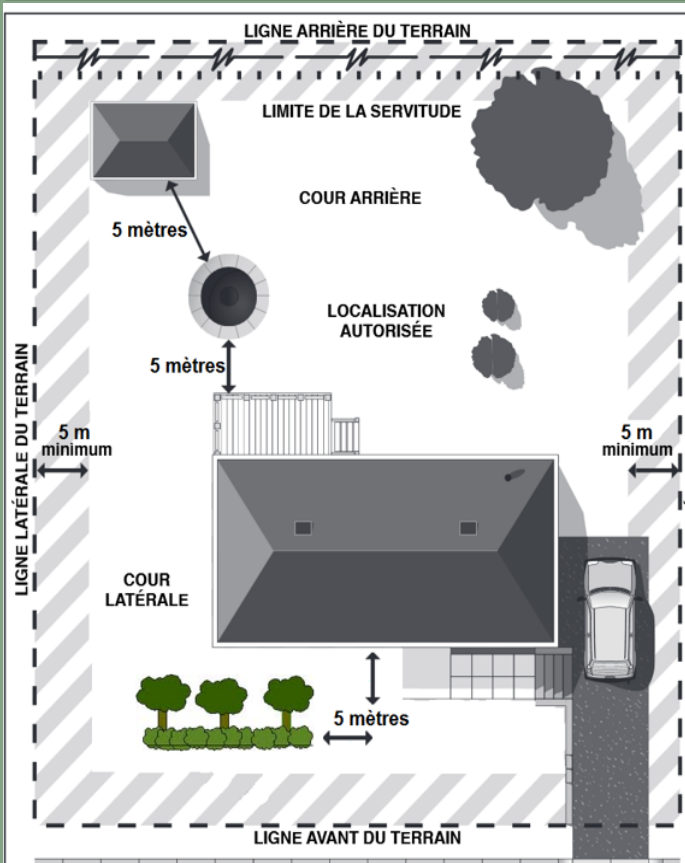 LIGNE ARRIÈRE DU TERRAIN
LIMITE DE LA SERVITUDE
COUR ARRIÈRE
5 mètres
LOCALISATION
AUTORISÉE
5 mètres
LIGNE LATÉRALE DU TERRAIN
5 m
minimum
5 m
minimum
COUR
LATÉRALE
5 mètres
LIGNE AVANT DU TERRAIN